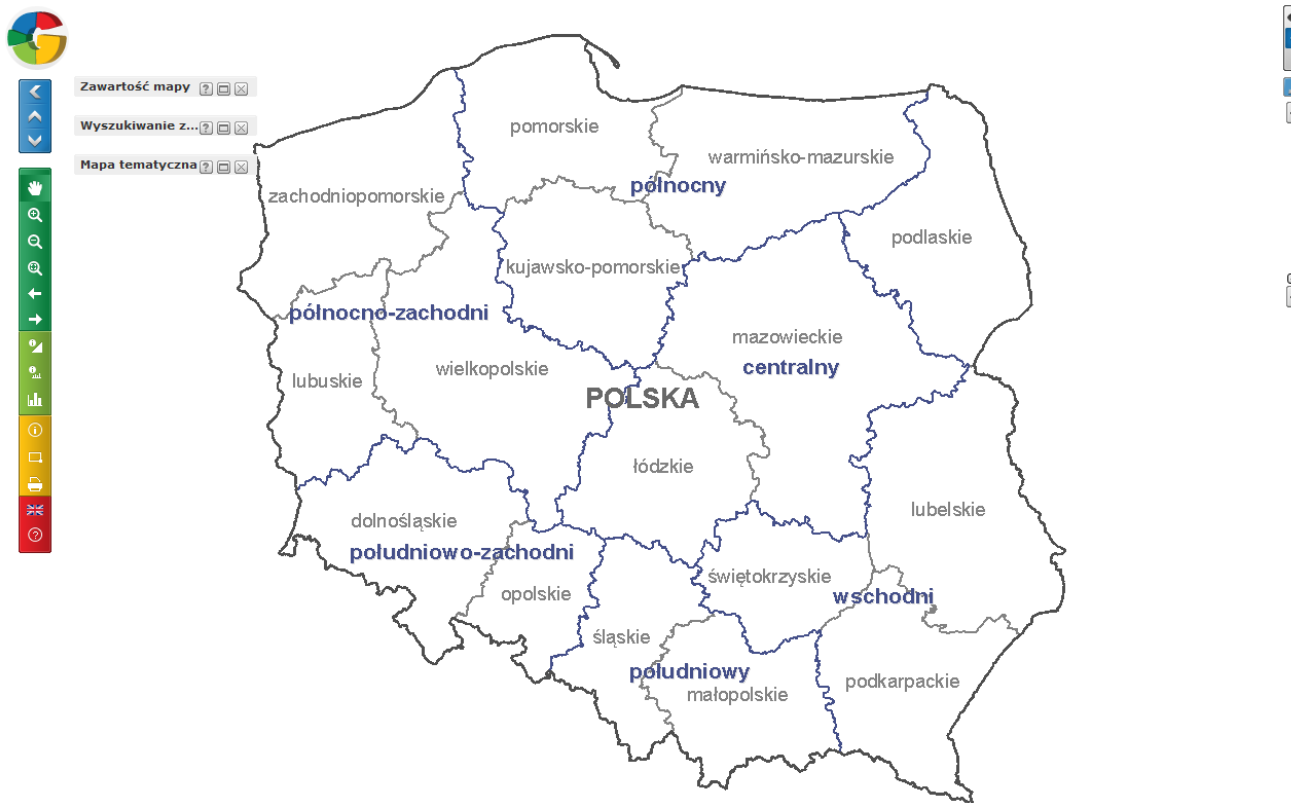 Zawartość mapy
Wyszukiwanie z...
Mapa tematyczna
pomorskie
warmińsko-mazurskie
północny
zachodniopomorskie
podlaskie
kujawsko-pomorskie
północno-zachodni
mazowieckie
centralny
wielkopolskie
lubuskie
POLSKA
łódzkie
lubelskie
dolnośląskie
południowo-zachodni
świętokrzyskie
opolskie
wschodni
śląskie
południowy
małopolskie
podkarpackie